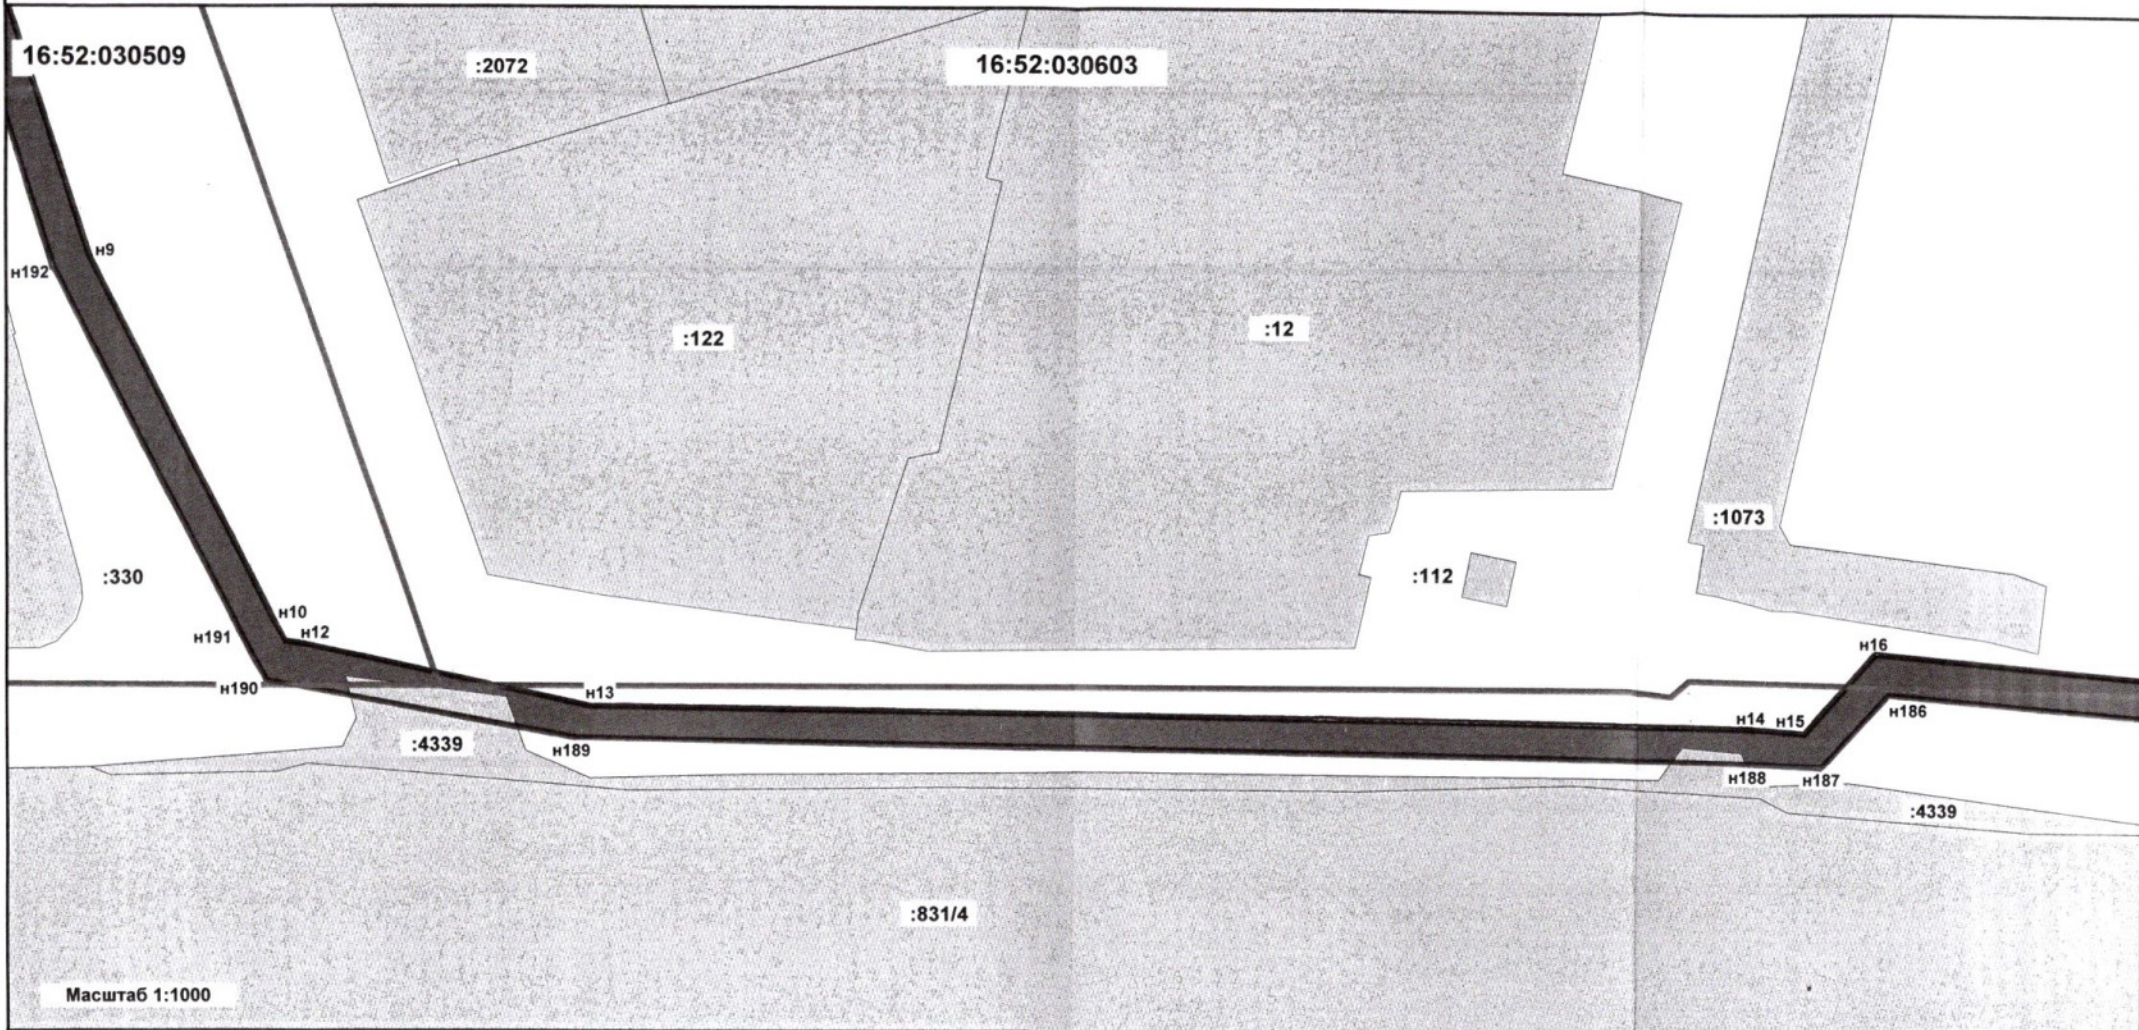 16:52:030509
:2072
16:52:030603
н9
н192
:122
:12
:1073
:330
:112
н10
н12
н191
н16
н190
н13
н186
н14
н15
:4339
н189
н188
н187
:4339
:831/4
Масштаб 1:1000